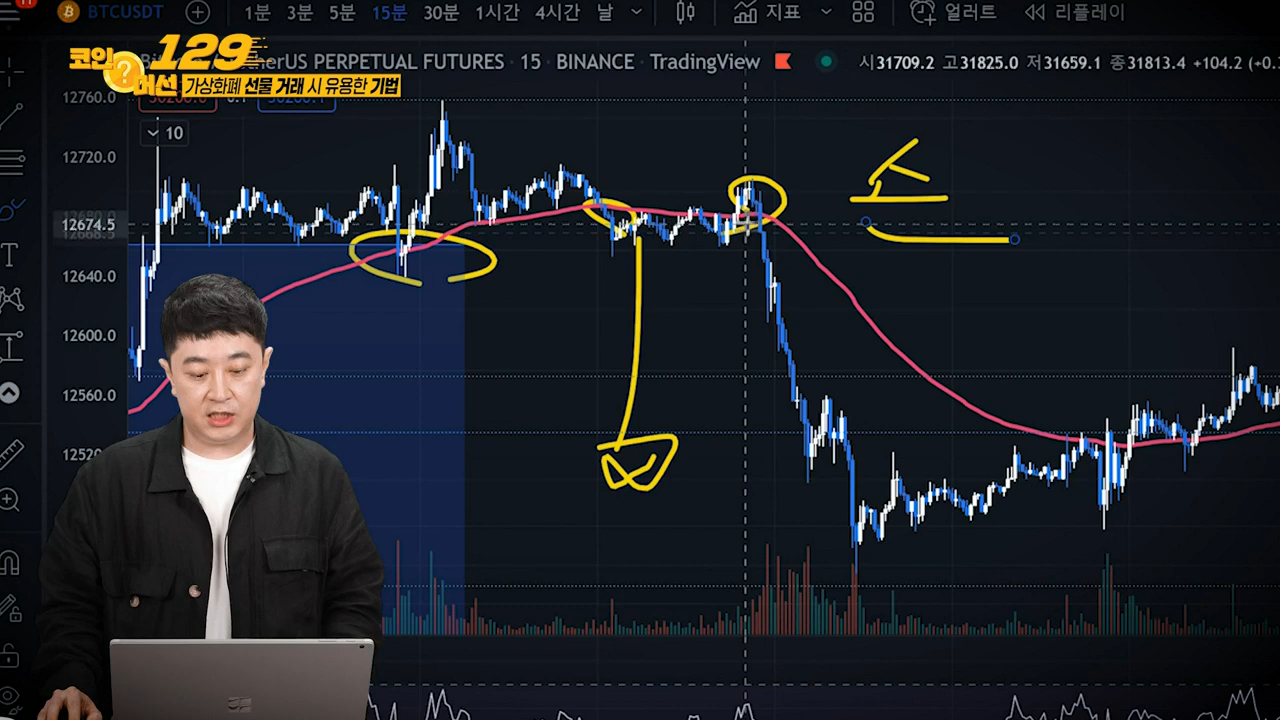 BTCUSDT 1분 3분 5분 15분 30분 1시간 4시간 날 지표 얼러트 리플레이
코인 129
머션 가상화폐 선물 거래 시 유용한 기법
US PERPETUAL FUTURES · 15 · BINANCE · TradingView 시31709.2 고31825.0 저31659.1 종31813.4 +104.2
12760.0
10
12720.0
12674.5
12640.0
12600.0
12560.0
스